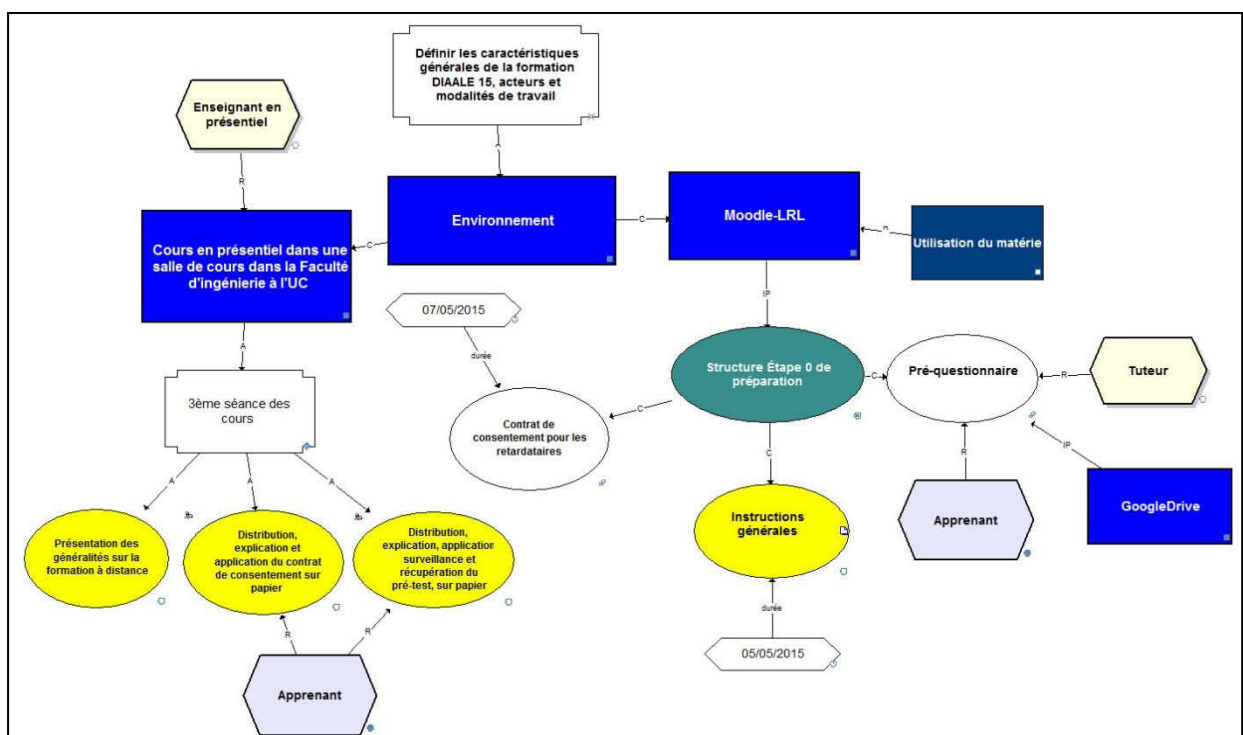 Définir les caractéristiques
générales de la formation
DIAALE 15, acteurs et
modalités de travail
Enseignant en
présentiel
R
Environnement
C
C
Moodle-LRL
R
Utilisation du matérie
Cours en présentiel dans une
salle de cours dans la Faculté
d'ingénierie à l'UC
A
07/05/2015
durée
IP
Structure Étape 0 de
préparation
C
Pré-questionnaire
R
Tuteur
3ème séance des
cours
C
Contrat de
consentement pour les
retardataires
C
R
IP
A
A
A
Apprenant
GoogleDrive
Instructions
générales
Présentation des
généralités sur la
formation à distance
Distribution,
explication et
application du contrat
de consentement sur
papier
Distribution,
explication, application
surveillance et
récupération du
pré-test, sur papier
durée
R
R
05/05/2015
Apprenant